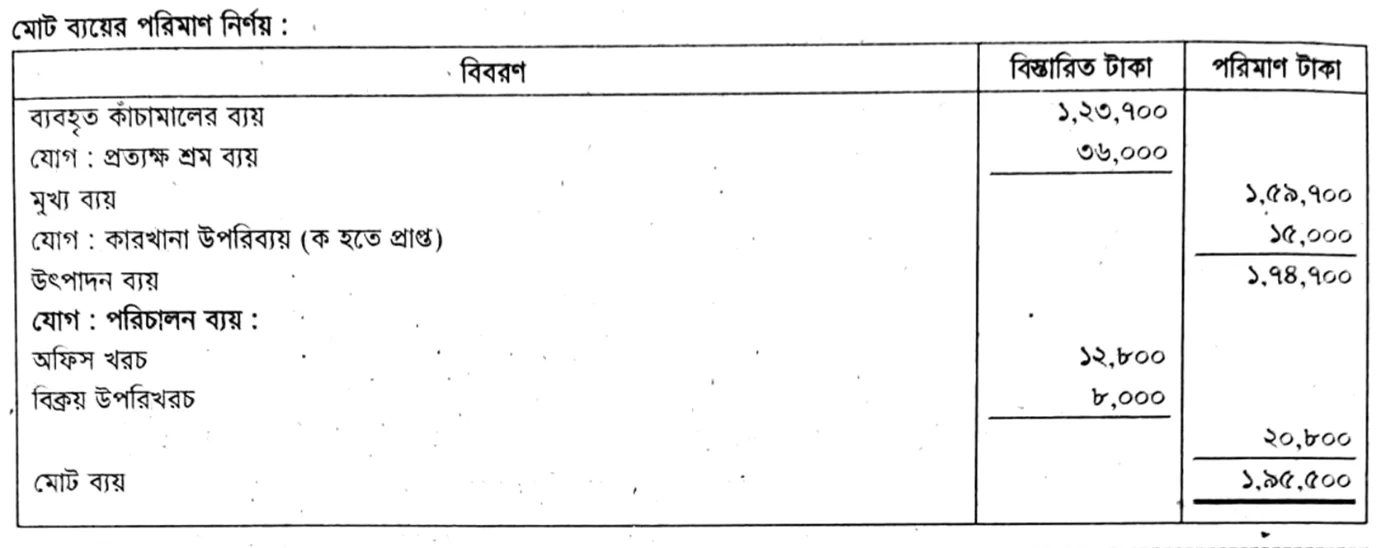 মোট ব্যয়ের পরিমাণ নির্ণয় :
বিবরণ বিস্তারিত টাকা পরিমাণ টাকা
ব্যবহৃত কাঁচামালের ব্যয় ১,২৩,৭০০
যোগ : প্রত্যক্ষ শ্রম ব্যয় ৩৬,০০০
মুখ্য ব্যয় ১,৫৯,৭০০
যোগ : কারখানা উপরিব্যয় (ক হতে প্রাপ্ত) ১৫,০০০
উৎপাদন ব্যয় ১,৭৪,৭০০
যোগ : পরিচালন ব্যয় :
অফিস খরচ ১২,৮০০
বিক্রয় উপরিখরচ ৮,০০০
২০,৮০০
মোট ব্যয় ১,৯৫,৫০০